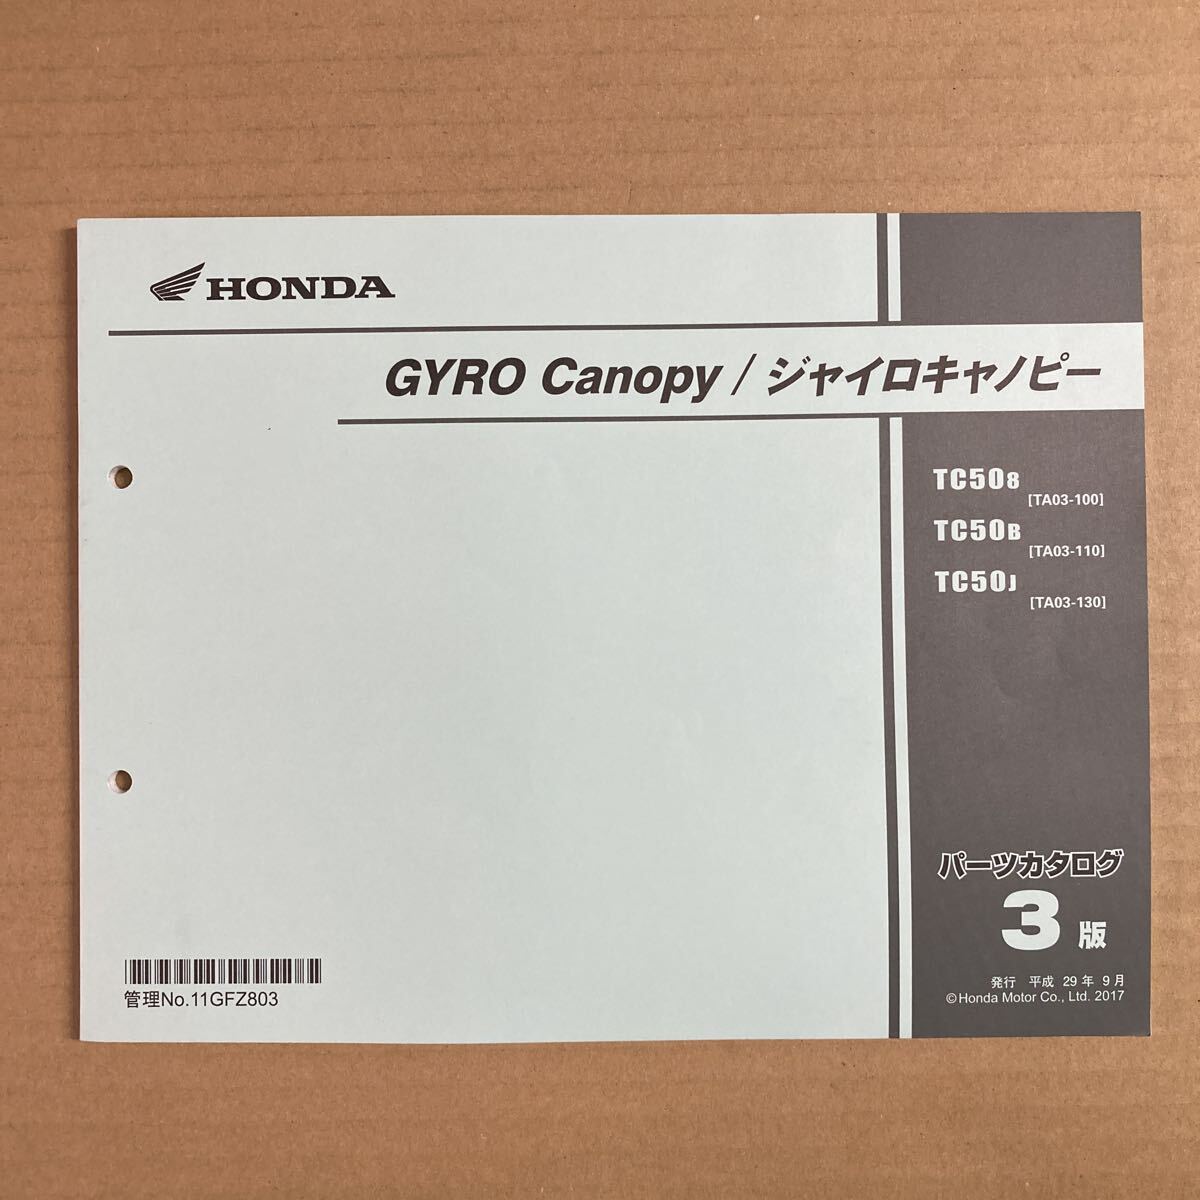 HONDA
GYRO Canopy / ジャイロキャノピー
TC508
[TA03-100]
TC50B
[TA03-110]
TC50J
[TA03-130]
パーツカタログ
3版
発行 平成 29年 9月
©Honda Motor Co., Ltd. 2017
管理No.11GFZ803